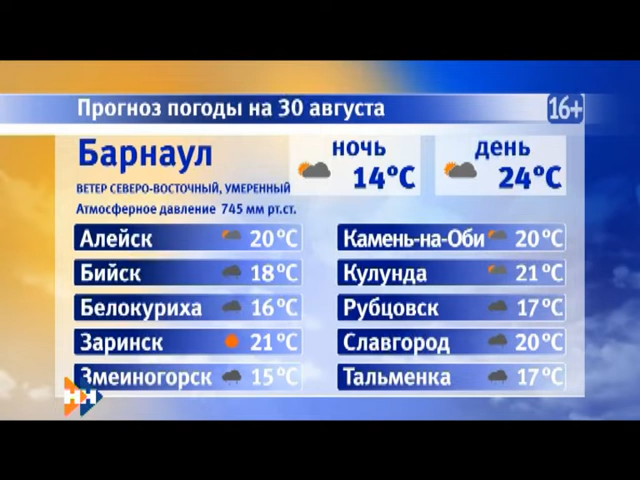 Прогноз погоды на 30 августа 16+
Барнаул
ВЕТЕР СЕВЕРО-ВОСТОЧНЫЙ, УМЕРЕННЫЙ
Атмосферное давление 745 мм рт.ст.
ночь
14°C
день
24°C
Алейск 20°C
Бийск 18°C
Белокуриха 16°C
Заринск 21°C
Змеиногорск 15°C
Камень-на-Оби 20°C
Кулунда 21°C
Рубцовск 17°C
Славгород 20°C
Тальменка 17°C
НН